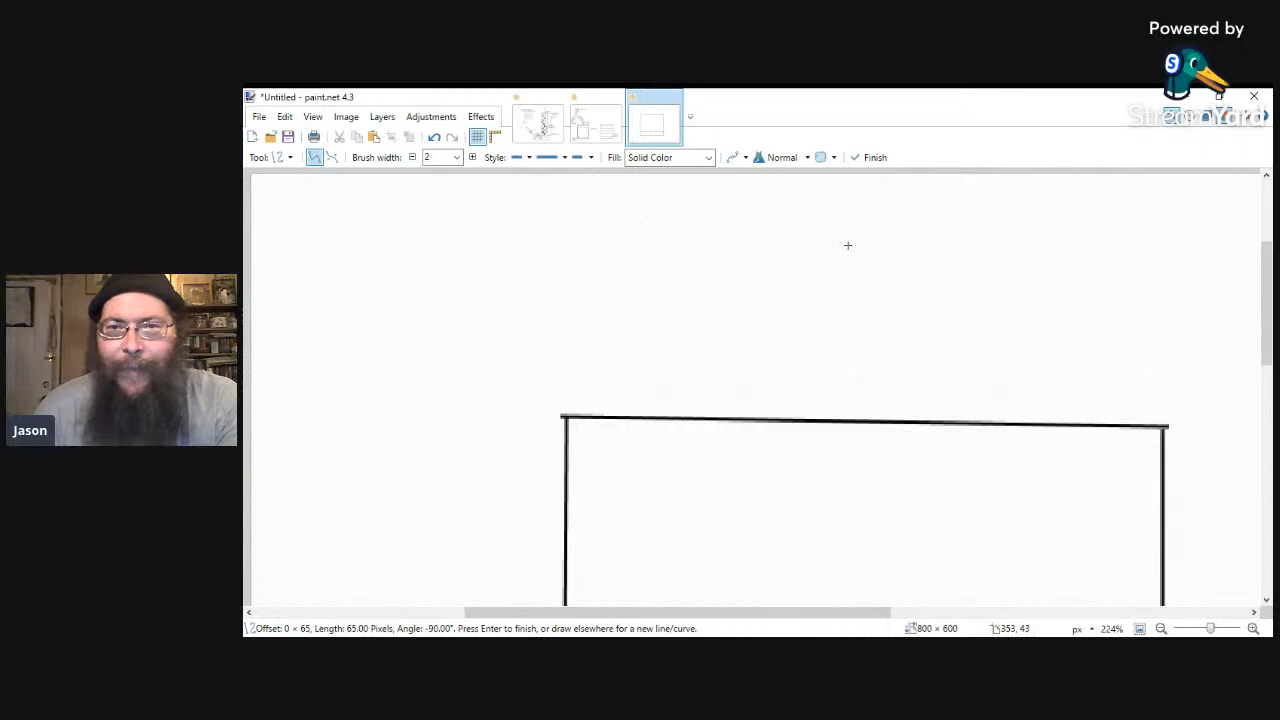 Powered by
S
StreamYard
*Untitled - paint.net 4.3
File Edit View Image Layers Adjustments Effects
Tool: Brush width: 2 Style: Fill: Solid Color Normal Finish
Jason
Offset: 0 × 65, Length: 65.00 Pixels, Angle: -90.00°. Press Enter to finish, or draw elsewhere for a new line/curve.
800 × 600 353, 43 px 224%